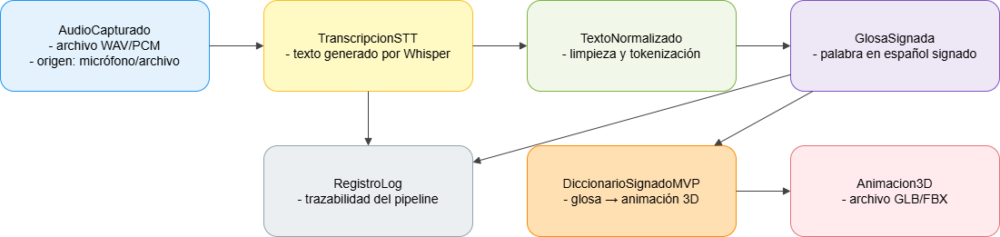 AudioCapturado
- archivo WAV/PCM
- origen: micrófono/archivo
TranscripcionSTT
- texto generado por Whisper
TextoNormalizado
- limpieza y tokenización
GlosaSignada
- palabra en español signado
RegistroLog
- trazabilidad del pipeline
DiccionarioSignadoMVP
- glosa → animación 3D
Animacion3D
- archivo GLB/FBX